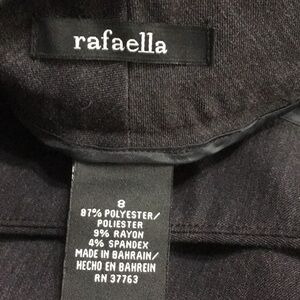 rafaella
8
87% POLYESTER/
POLIESTER
9% RAYON
4% SPANDEX
MADE IN BAHRAIN/
HECHO EN BAHREIN
RN 37763